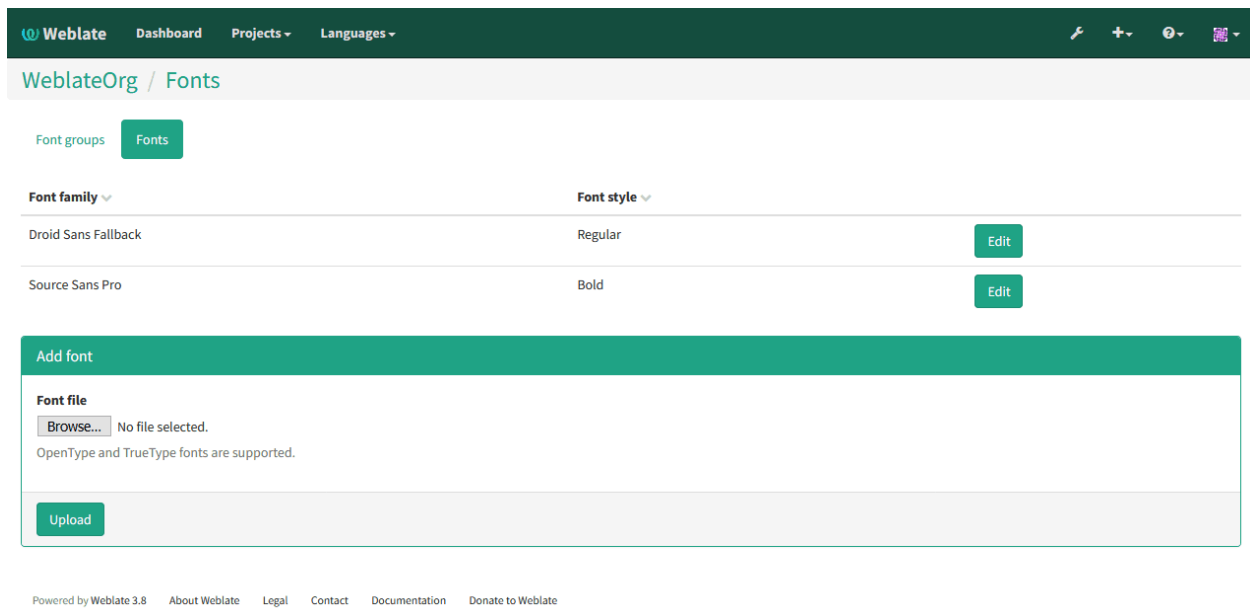 Weblate Dashboard Projects Languages
WeblateOrg / Fonts
Font groups Fonts
Font family Font style
Droid Sans Fallback Regular Edit
Source Sans Pro Bold Edit
Add font
Font file
Browse... No file selected.
OpenType and TrueType fonts are supported.
Upload
Powered by Weblate 3.8 About Weblate Legal Contact Documentation Donate to Weblate